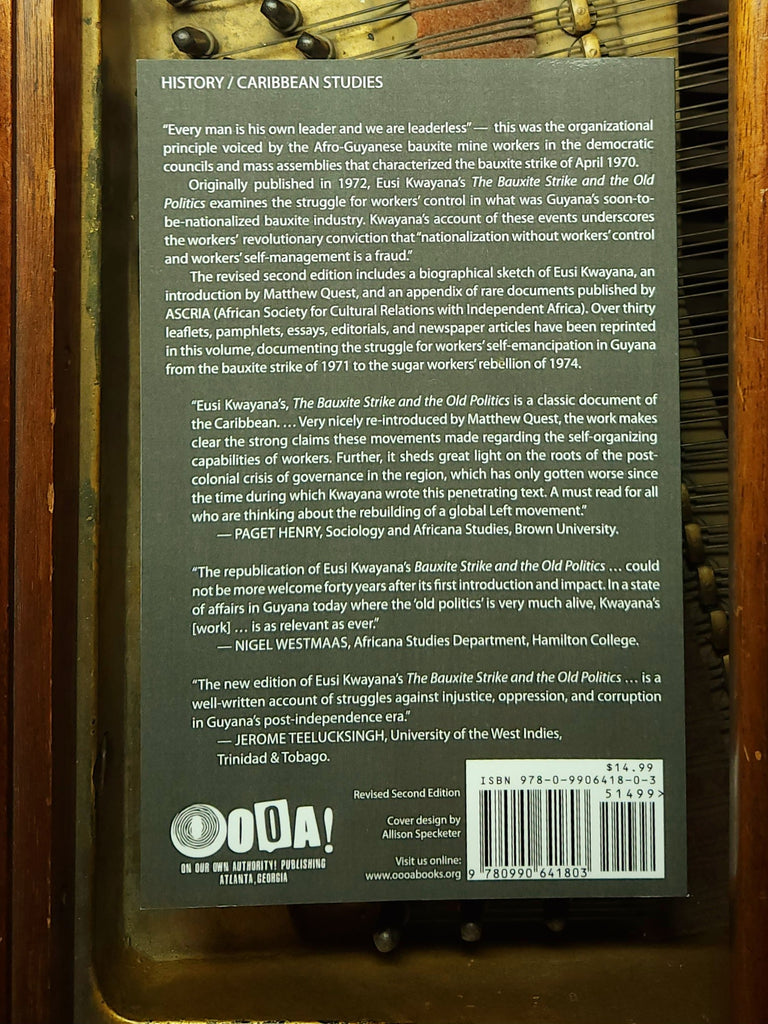 HISTORY / CARIBBEAN STUDIES
“Every man is his own leader and we are leaderless” — this was the organizational
principle voiced by the Afro-Guyanese bauxite mine workers in the democratic
councils and mass assemblies that characterized the bauxite strike of April 1970.
Originally published in 1972, Eusi Kwayana’s The Bauxite Strike and the Old
Politics examines the struggle for workers’ control in what was Guyana’s soon-to-
be-nationalized bauxite industry. Kwayana’s account of these events underscores
the workers’ revolutionary conviction that “nationalization without workers’ control
and workers’ self-management is a fraud.”
The revised second edition includes a biographical sketch of Eusi Kwayana, an
introduction by Matthew Quest, and an appendix of rare documents published by
ASCRIA (African Society for Cultural Relations with Independent Africa). Over thirty
leaflets, pamphlets, essays, editorials, and newspaper articles have been reprinted
in this volume, documenting the struggle for workers’ self-emancipation in Guyana
from the bauxite strike of 1971 to the sugar workers’ rebellion of 1974.
“Eusi Kwayana’s, The Bauxite Strike and the Old Politics is a classic document of
the Caribbean. … Very nicely re-introduced by Matthew Quest, the work makes
clear the strong claims these movements made regarding the self-organizing
capabilities of workers. Further, it sheds great light on the roots of the post-
colonial crisis of governance in the region, which has only gotten worse since
the time during which Kwayana wrote this penetrating text. A must read for all
who are thinking about the rebuilding of a global Left movement.”
— PAGET HENRY, Sociology and Africana Studies, Brown University.
“The republication of Eusi Kwayana’s Bauxite Strike and the Old Politics … could
not be more welcome forty years after its first introduction and impact. In a state
of affairs in Guyana today where the ‘old politics’ is very much alive, Kwayana’s
[work] … is as relevant as ever.”
— NIGEL WESTMAAS, Africana Studies Department, Hamilton College.
“The new edition of Eusi Kwayana’s The Bauxite Strike and the Old Politics … is a
well-written account of struggles against injustice, oppression, and corruption
in Guyana’s post-independence era.”
— JEROME TEELUCKSINGH, University of the West Indies,
Trinidad & Tobago.
OOOA!
ON OUR OWN AUTHORITY! PUBLISHING
ATLANTA, GEORGIA
Revised Second Edition
Cover design by
Allison Specketer
Visit us online:
www.oooabooks.org
$14.99
ISBN 978-0-9906418-0-3
51499>
9 780990 641803